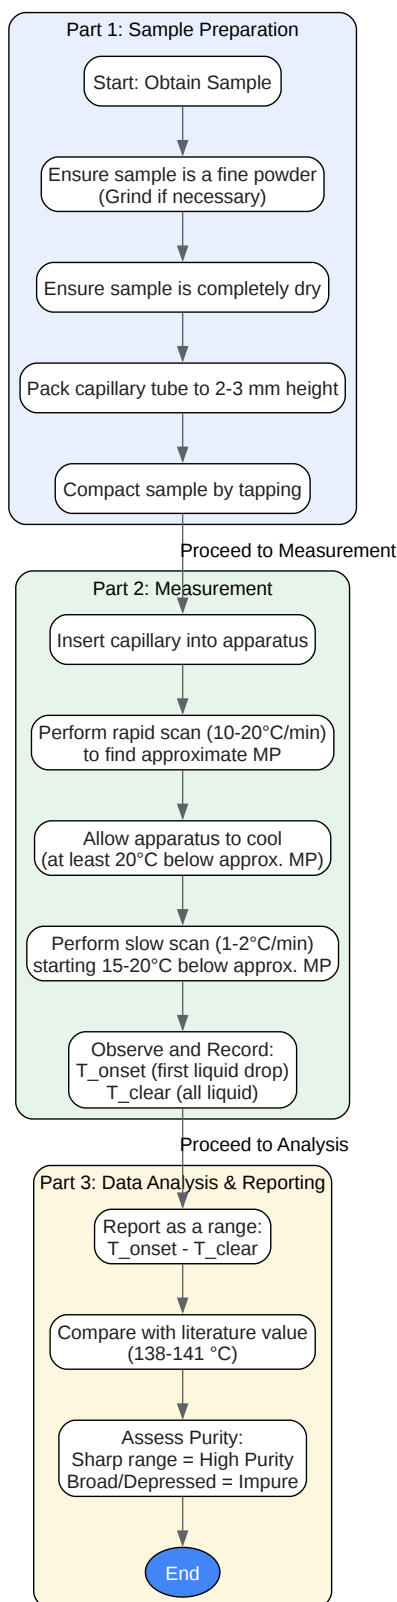 Part 1: Sample Preparation
Start: Obtain Sample
Ensure sample is a fine powder
(Grind if necessary)
Ensure sample is completely dry
Pack capillary tube to 2-3 mm height
Compact sample by tapping
Proceed to Measurement
Part 2: Measurement
Insert capillary into apparatus
Perform rapid scan (10-20°C/min)
to find approximate MP
Allow apparatus to cool
(at least 20°C below approx. MP)
Perform slow scan (1-2°C/min)
starting 15-20°C below approx. MP
Observe and Record:
T_onset (first liquid drop)
T_clear (all liquid)
Proceed to Analysis
Part 3: Data Analysis & Reporting
Report as a range:
T_onset - T_clear
Compare with literature value
(138-141 °C)
Assess Purity:
Sharp range = High Purity
Broad/Depressed = Impure
End